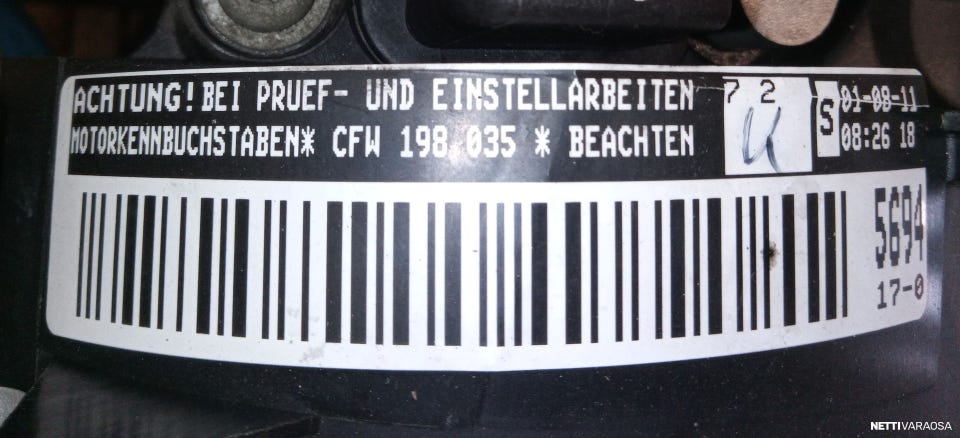 ACHTUNG! BEI PRUEF- UND EINSTELLARBEITEN
MOTORKENNBUCHSTABEN* CFW 198 035 * BEACHTEN
7 2
S
01-09-11
08:26 18
5694
17-0
NETTIVARAOSA